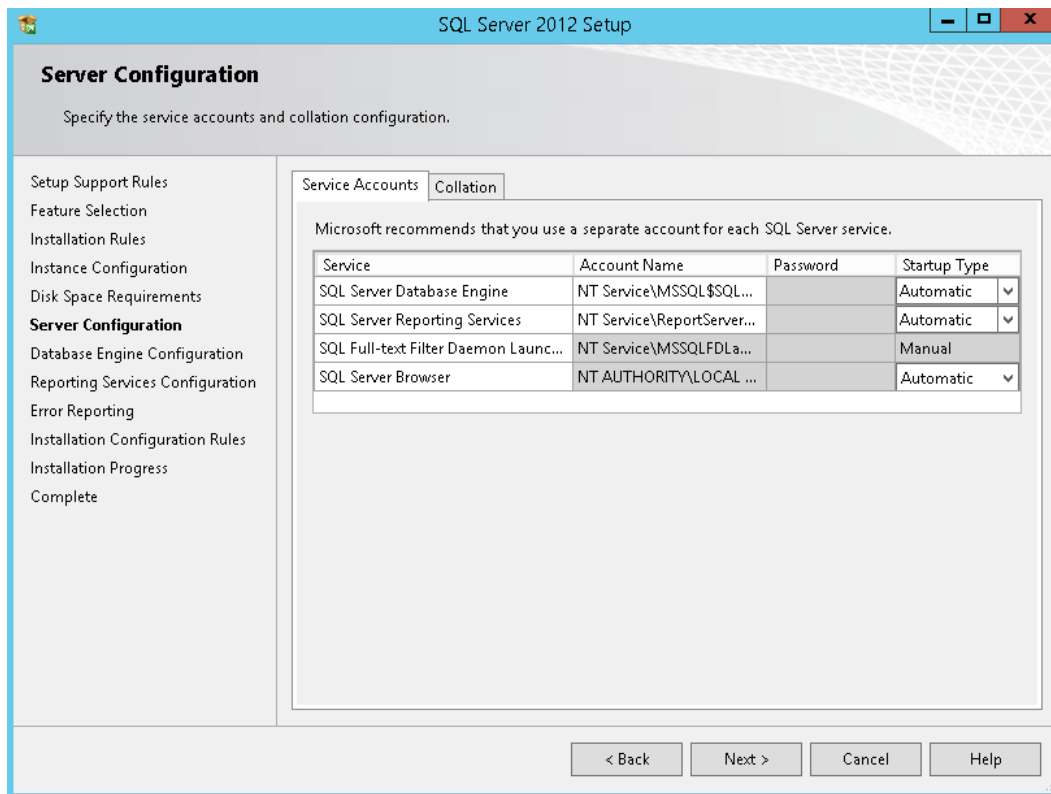 SQL Server 2012 Setup
Server Configuration
Specify the service accounts and collation configuration.
Setup Support Rules
Feature Selection
Installation Rules
Instance Configuration
Disk Space Requirements
Server Configuration
Database Engine Configuration
Reporting Services Configuration
Error Reporting
Installation Configuration Rules
Installation Progress
Complete
Service Accounts Collation
Microsoft recommends that you use a separate account for each SQL Server service.
Service Account Name Password Startup Type
SQL Server Database Engine NT Service\MSSQL$SQL... Automatic
SQL Server Reporting Services NT Service\ReportServer... Automatic
SQL Full-text Filter Daemon Launc... NT Service\MSSQLFDLa... Manual
SQL Server Browser NT AUTHORITY\LOCAL ... Automatic
< Back Next > Cancel Help